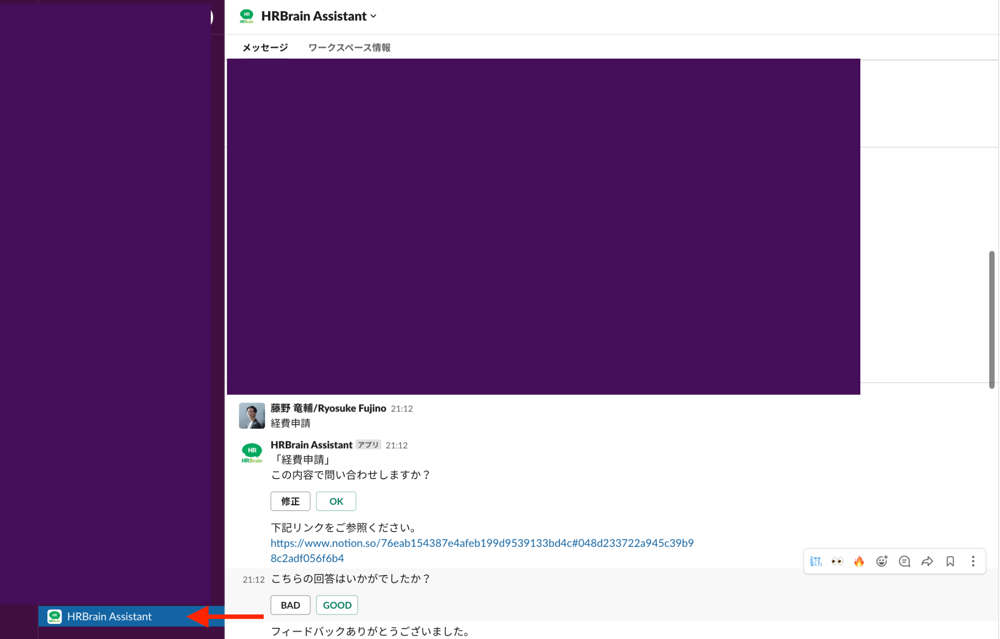 HRBrain Assistant
メッセージ ワークスペース情報
藤野 竜輔/Ryosuke Fujino 21:12
経費申請
HRBrain Assistant アプリ 21:12
「経費申請」
この内容で問い合わせしますか？
修正 OK
下記リンクをご参照ください。
https://www.notion.so/76eab154387e4afeb199d9539133bd4c#048d233722a945c39b9
8c2adf056f6b4
私です。
21:12 こちらの回答はいかがでしたか？
BAD GOOD
フィードバックありがとうございました。
HR
HRBrain
HRBrain Assistant